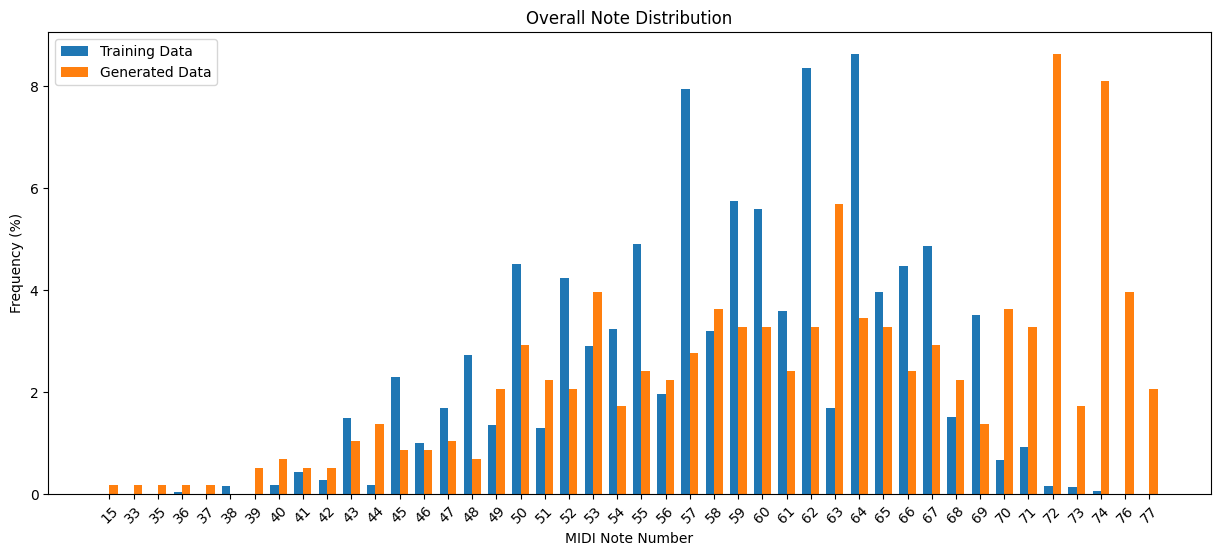 Overall Note Distribution
Training Data
Generated Data
Frequency (%)
8
6
4
2
0
15 33 35 36 37 38 39 40 41 42 43 44 45 46 47 48 49 50 51 52 53 54 55 56 57 58 59 60 61 62 63 64 65 66 67 68 69 70 71 72 73 74 76 77
MIDI Note Number